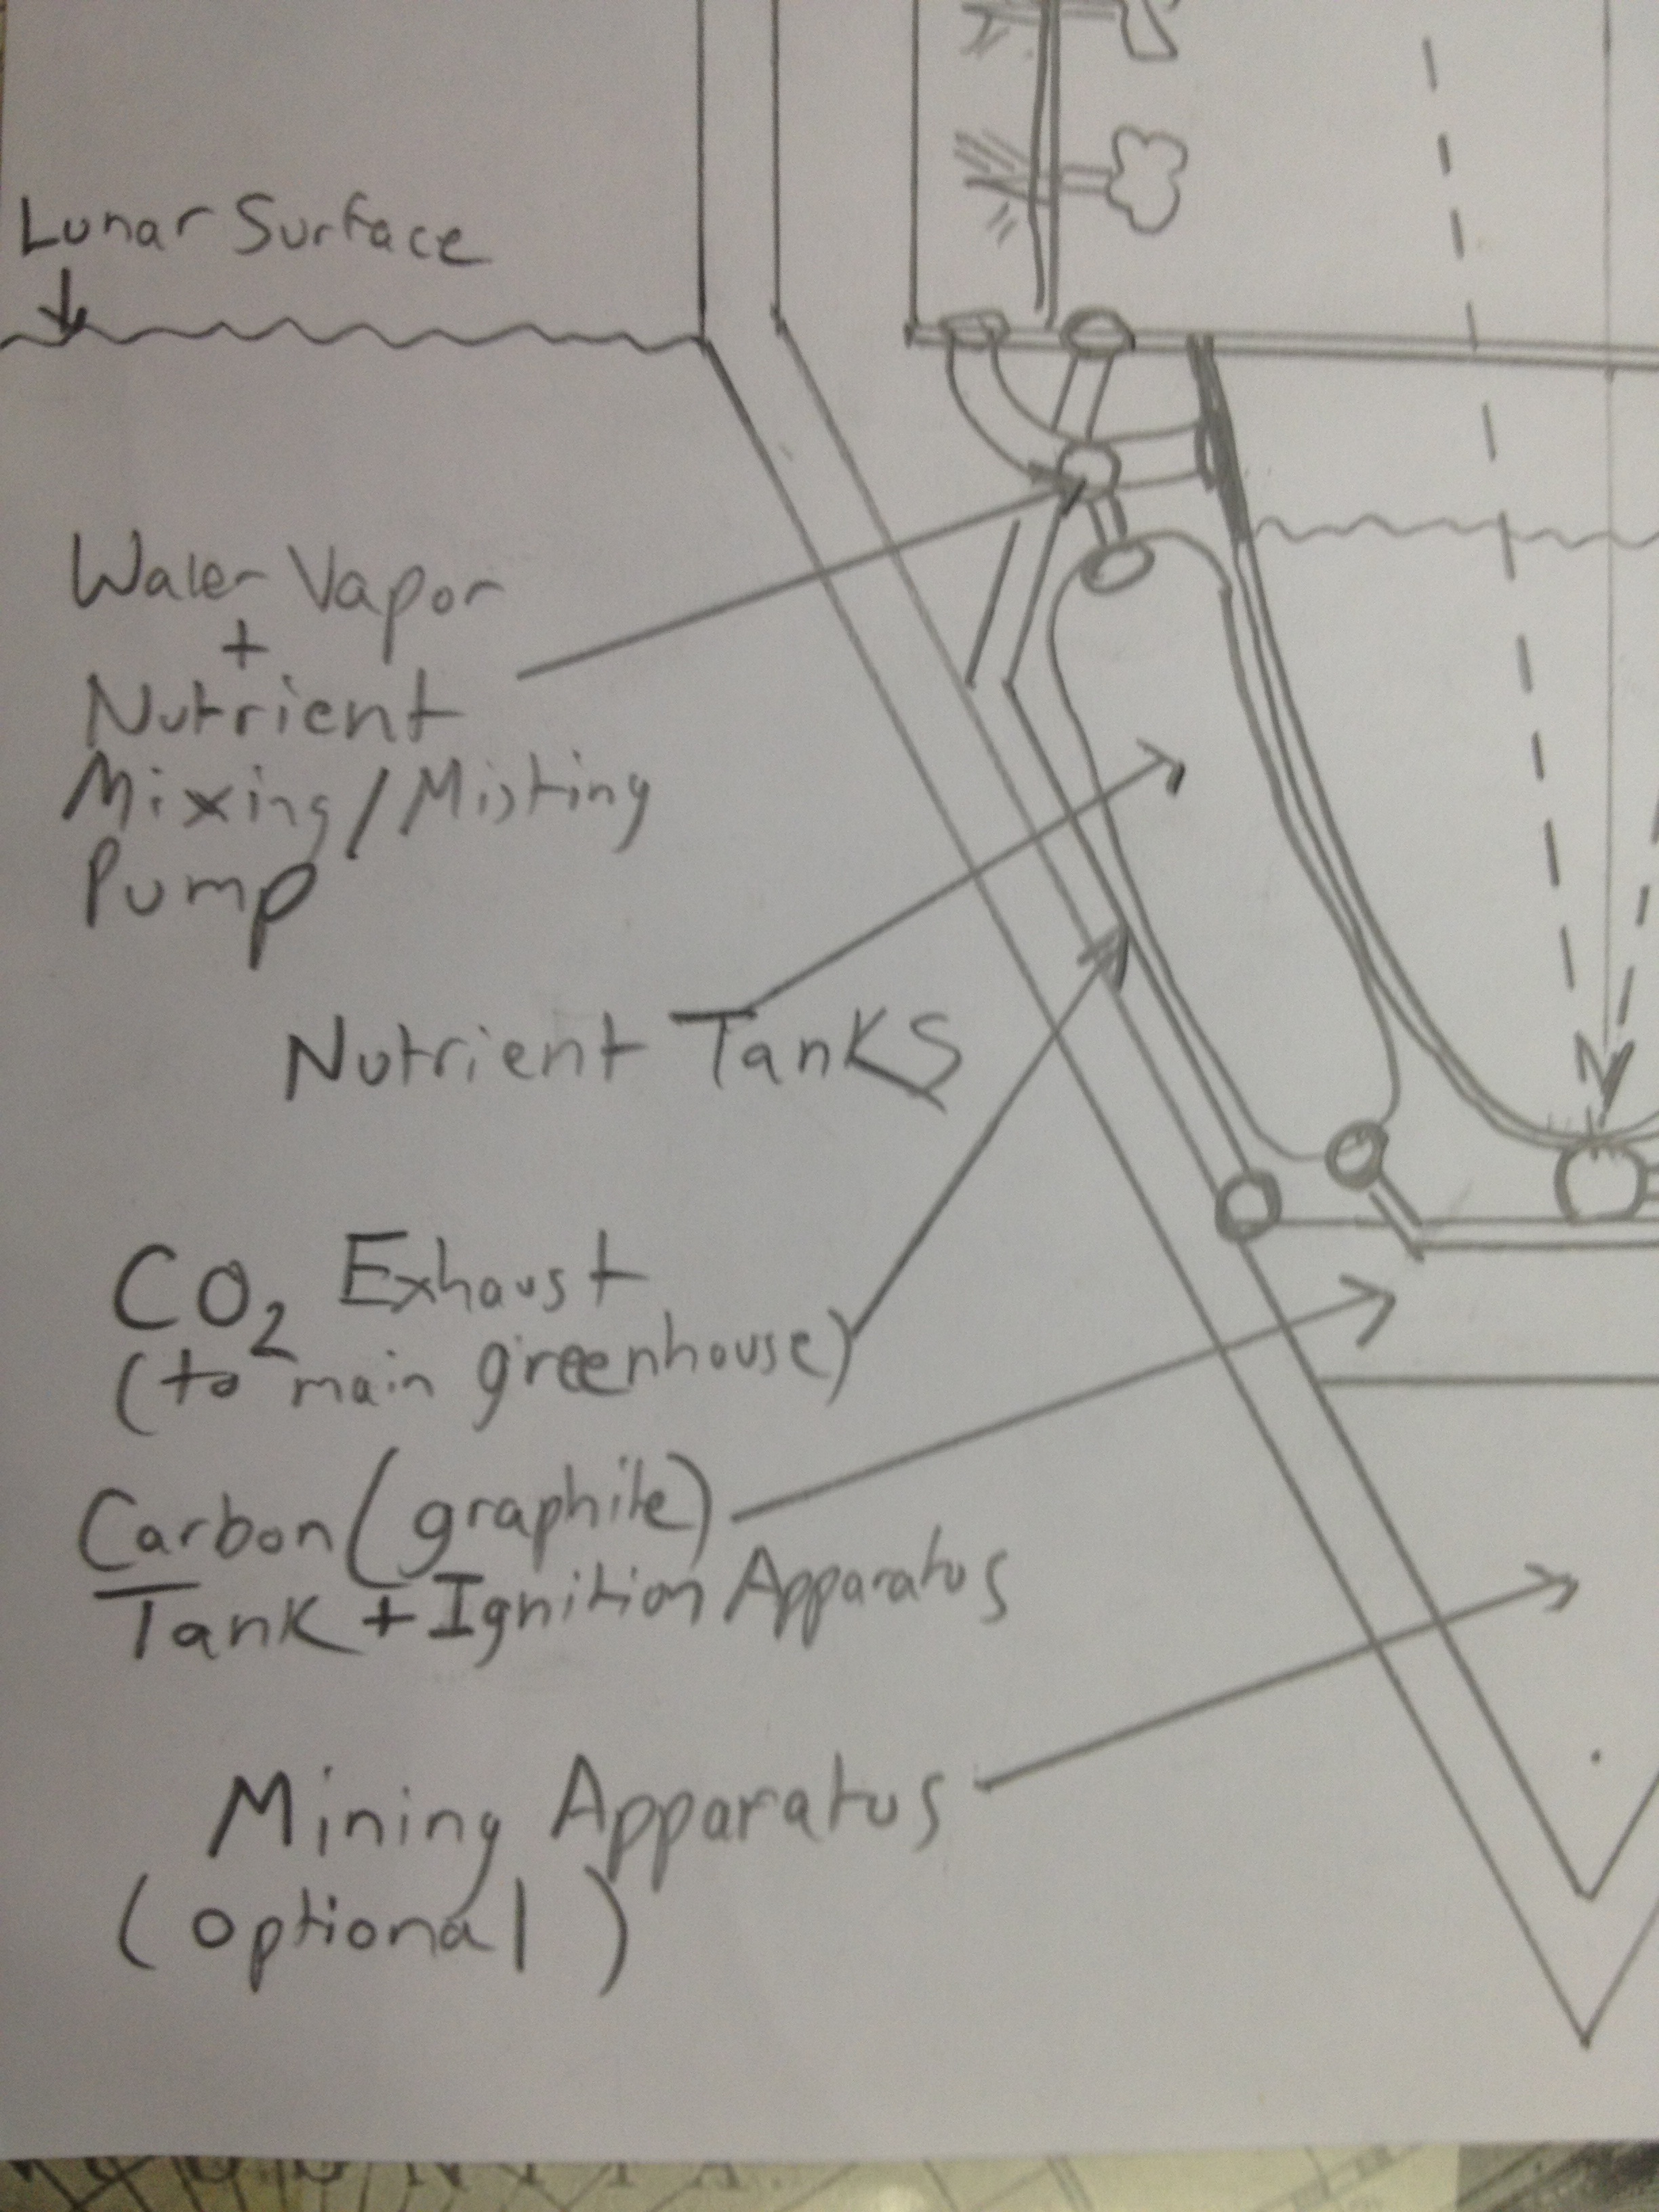 Lunar Surface
Water Vapor
+
Nutrient
Mixing/Misting
Pump
Nutrient Tanks
CO₂ Exhaust
(to main greenhouse)
Carbon (graphite)
Tank + Ignition Apparatus
Mining Apparatus
(optional)